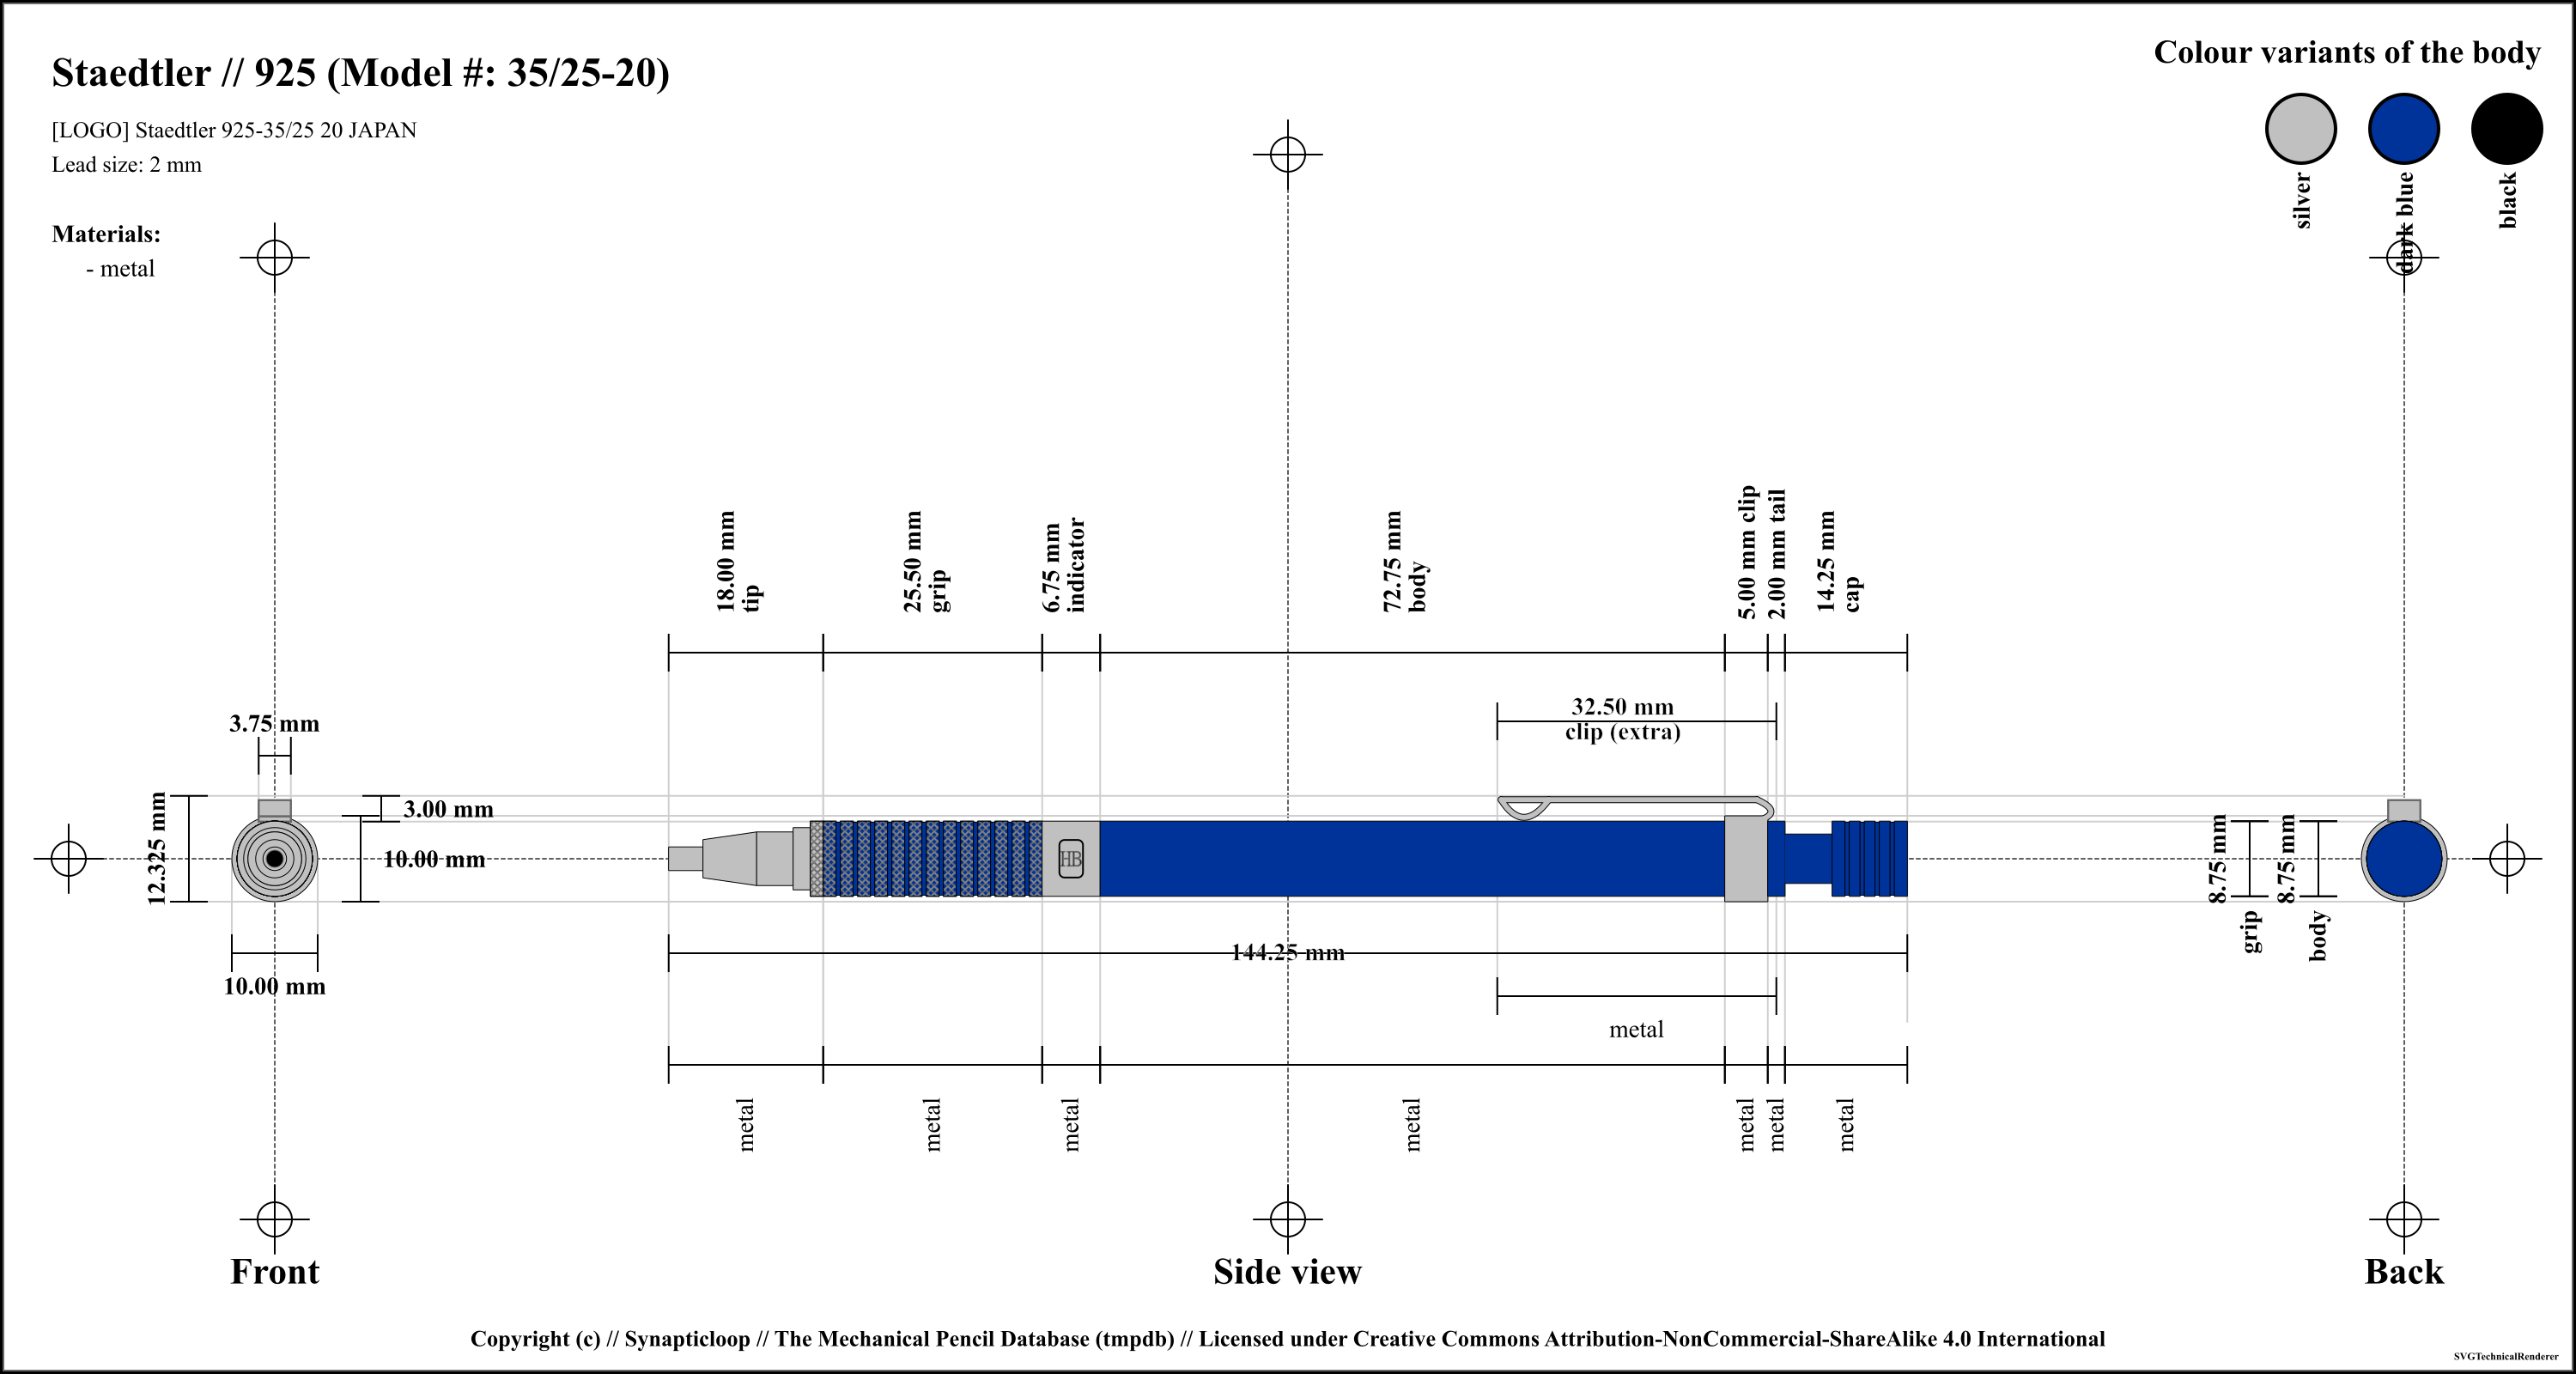 Staedtler // 925 (Model #: 35/25-20)
[LOGO] Staedtler 925-35/25 20 JAPAN
Lead size: 2 mm
Materials:
- metal
Colour variants of the body
silver
dark blue
black
18.00 mm
tip
25.50 mm
grip
6.75 mm
indicator
72.75 mm
body
5.00 mm clip
2.00 mm tail
14.25 mm
cap
32.50 mm
clip (extra)
3.75 mm
12.325 mm
3.00 mm
10.00 mm
10.00 mm
HB
144.25 mm
8.75 mm
grip
8.75 mm
body
metal
metal
metal
metal
metal
metal
metal
metal
Front
Side view
Back
Copyright (c) // Synapticloop // The Mechanical Pencil Database (tmpdb) // Licensed under Creative Commons Attribution-NonCommercial-ShareAlike 4.0 International
SVGTechnicalRenderer